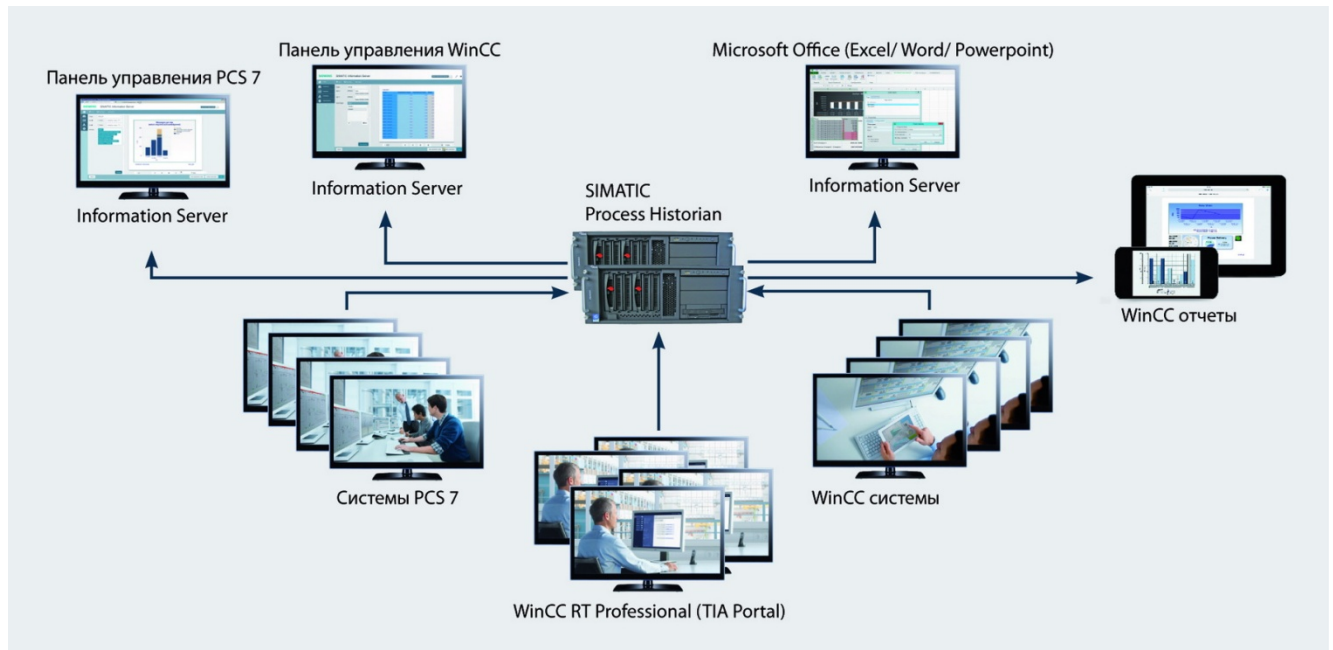 Панель управления WinCC
Microsoft Office (Excel/ Word/ Powerpoint)
Панель управления PCS 7
Information Server
Information Server
Information Server
SIMATIC
Process Historian
WinCC отчеты
Системы PCS 7
WinCC системы
WinCC RT Professional (TIA Portal)